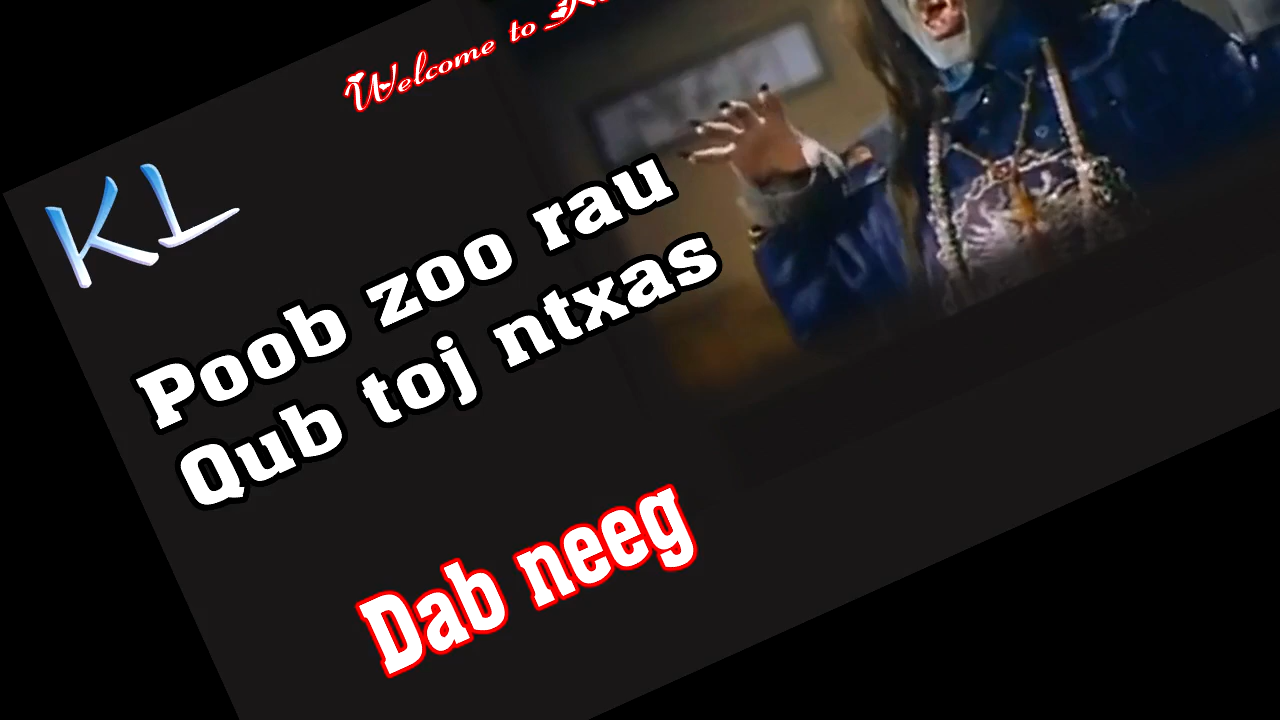 Welcome to
KL
Poob zoo rau
Qub toj ntxas
Dab neeg